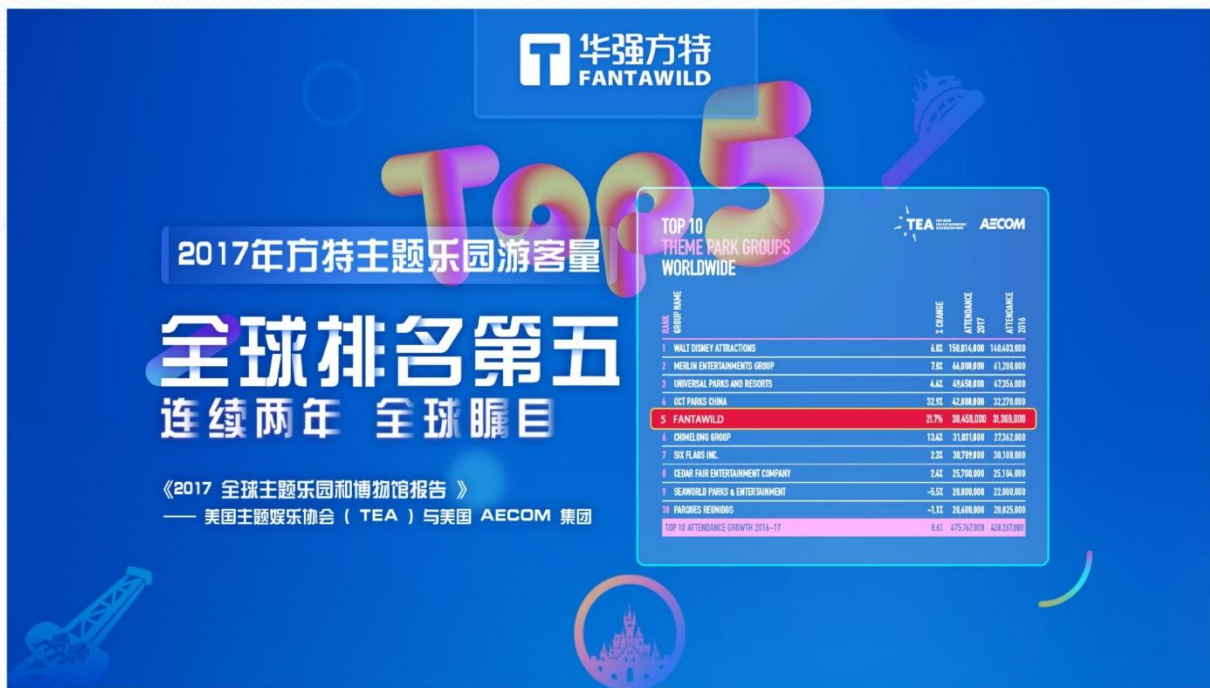 华强方特
FANTAWILD
Top5
2017年方特主题乐园游客量
全球排名第五
连续两年 全球瞩目
《2017 全球主题乐园和博物馆报告 》
—— 美国主题娱乐协会 ( TEA ) 与美国 AECOM 集团
TOP 10
THEME PARK GROUPS
WORLDWIDE
TEA
AECOM
RANK GROUP NAME % CHANGE ATTENDANCE 2017 ATTENDANCE 2016
1 WALT DISNEY ATTRACTIONS 6.8% 150,014,000 140,403,000
2 MERLIN ENTERTAINMENTS GROUP 7.8% 66,000,000 61,200,000
3 UNIVERSAL PARKS AND RESORTS 4.4% 49,458,000 47,356,000
4 OCT PARKS CHINA 32.9% 42,880,000 32,270,000
5 FANTAWILD 21.7% 38,459,000 31,309,000
6 CHIMELONG GROUP 13.4% 31,031,000 27,362,000
7 SIX FLAGS INC. 2.3% 30,789,000 30,108,000
8 CEDAR FAIR ENTERTAINMENT COMPANY 2.4% 25,700,000 25,104,000
9 SEAWORLD PARKS & ENTERTAINMENT -5.5% 20,800,000 22,000,000
10 PARQUES REUNIDOS -1.1% 20,600,000 20,825,000
TOP 10 ATTENDANCE GROWTH 2016–17 8.6% 475,767,000 438,267,000